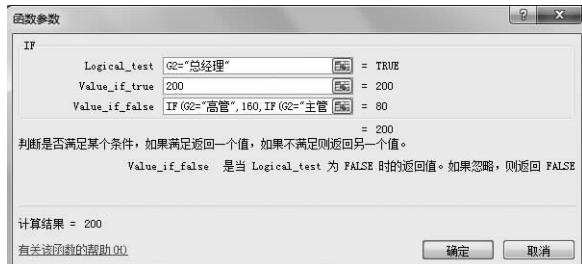 函数参数
IF
Logical_test G2="总经理" = TRUE
Value_if_true 200 = 200
Value_if_false IF(G2="高管",160,IF(G2="主管 = 80
= 200
判断是否满足某个条件，如果满足返回一个值，如果不满足则返回另一个值。
Value_if_false 是当 Logical_test 为 FALSE 时的返回值。如果忽略，则返回 FALSE
计算结果 = 200
有关该函数的帮助(H)
确定 取消